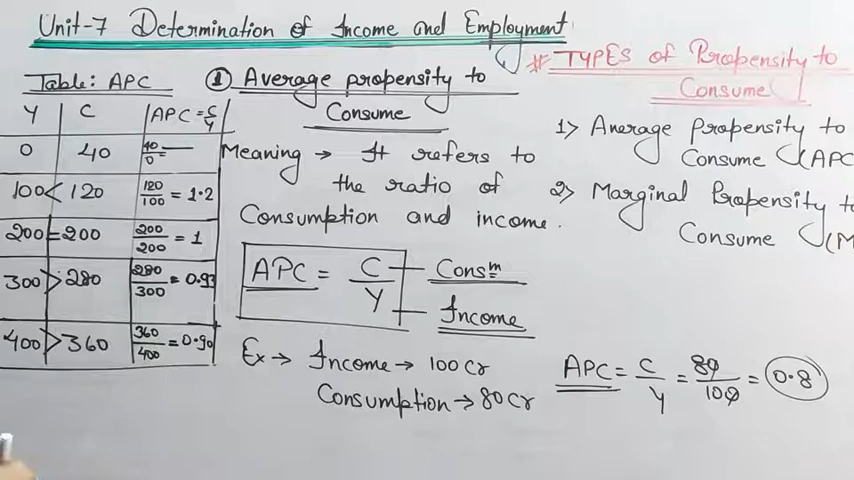 Unit-7 Determination of Income and Employment
# TYPES of Propensity to
Consume
1> Average Propensity to
Consume (APC
2> Marginal Propensity to
Consume (M
Table: APC
Y C APC = C/Y
0 40 40/0 = —
100 < 120 120/100 = 1.2
200 = 200 200/200 = 1
300 > 280 280/300 = 0.93
400 > 360 360/400 = 0.90
① Average propensity to
Consume
Meaning → It refers to
the ratio of
Consumption and income.
APC = C/Y
Consm
Income
Ex → Income → 100 Cr
Consumption → 80 Cr
APC = C/Y = 80/100 = 0.8